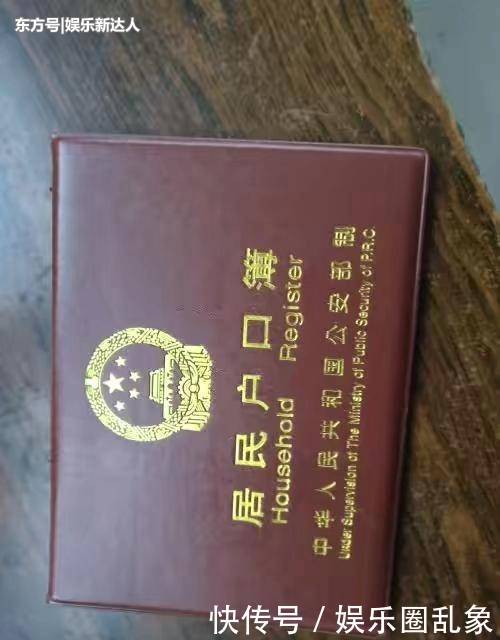 东方号|娱乐新达人
居民户口簿
Household Register
中华人民共和国公安部制
Under Supervision of The Ministry of Public Security of P.R.C.
快传号 / 娱乐圈乱象